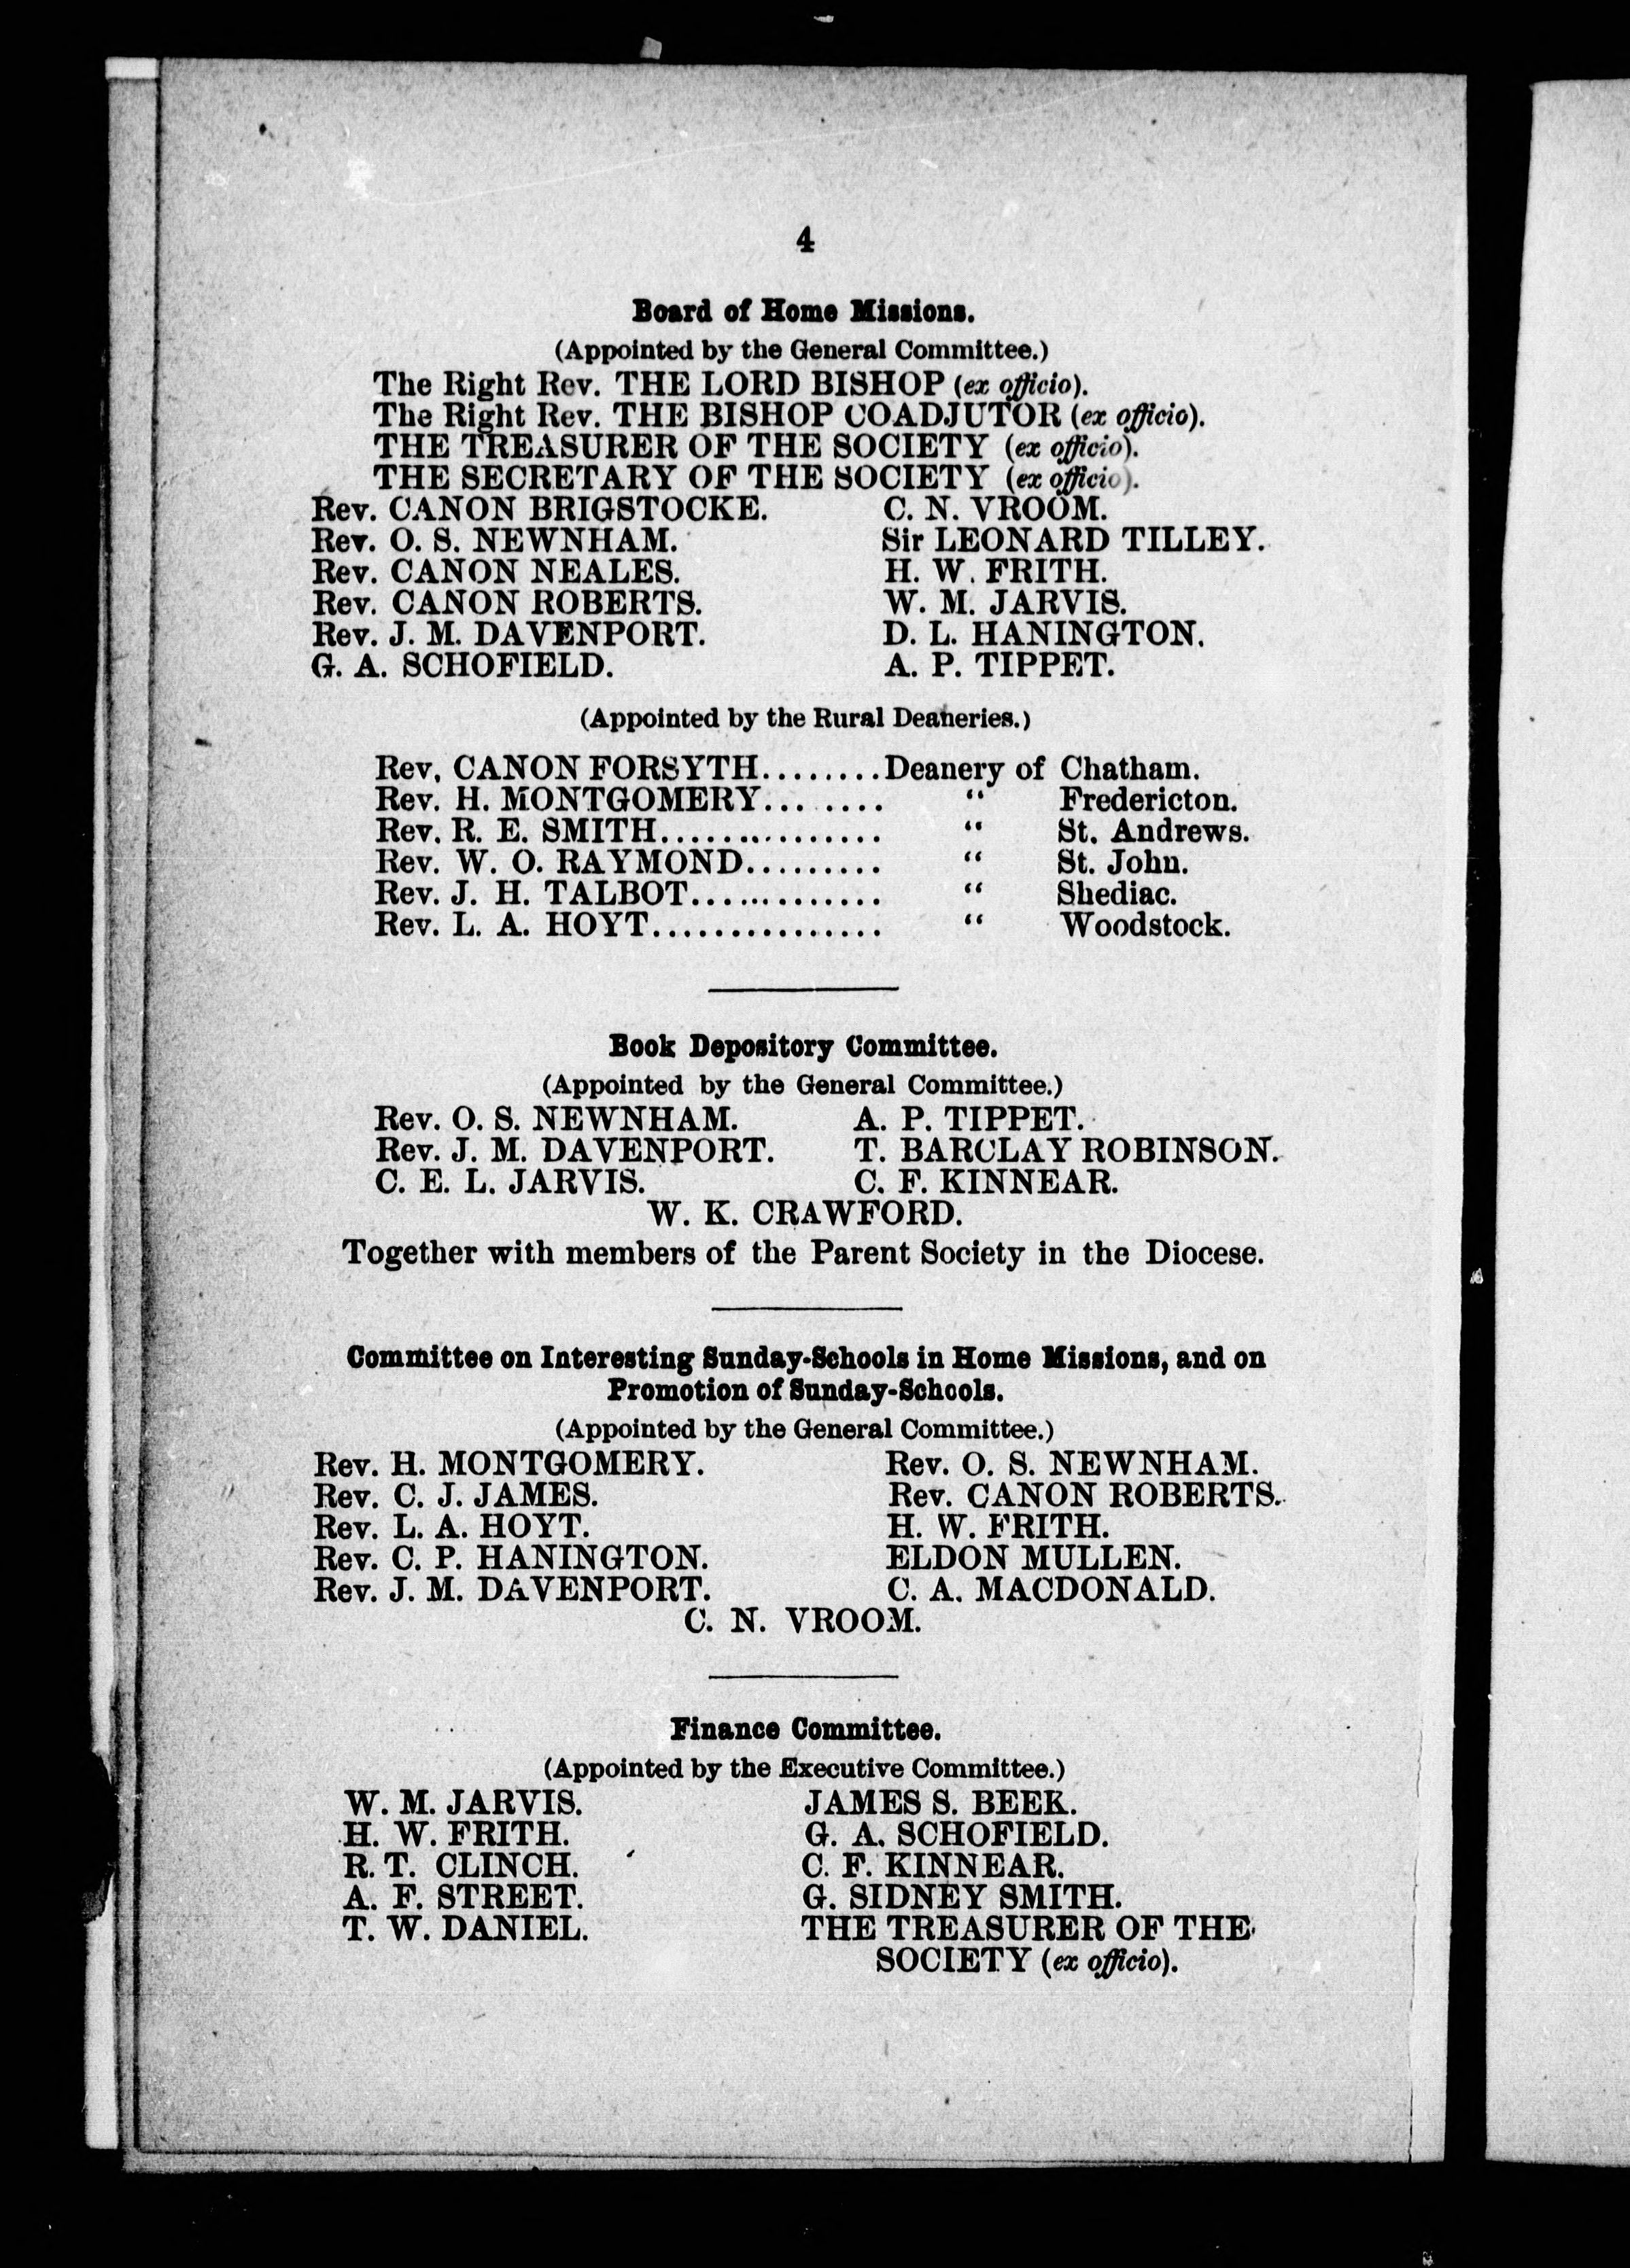 4
Board of Home Missions.
(Appointed by the General Committee.)
The Right Rev. THE LORD BISHOP (ex officio).
The Right Rev. THE BISHOP COADJUTOR (ex officio).
THE TREASURER OF THE SOCIETY (ex officio).
THE SECRETARY OF THE SOCIETY (ex officio).
Rev. CANON BRIGSTOCKE. C. N. VROOM.
Rev. O. S. NEWNHAM. Sir LEONARD TILLEY.
Rev. CANON NEALES. H. W. FRITH.
Rev. CANON ROBERTS. W. M. JARVIS.
Rev. J. M. DAVENPORT. D. L. HANINGTON.
G. A. SCHOFIELD. A. P. TIPPET.
(Appointed by the Rural Deaneries.)
Rev. CANON FORSYTH........Deanery of Chatham.
Rev. H. MONTGOMERY........ “ Fredericton.
Rev. R. E. SMITH............... “ St. Andrews.
Rev. W. O. RAYMOND......... “ St. John.
Rev. J. H. TALBOT............. “ Shediac.
Rev. L. A. HOYT............... “ Woodstock.
Book Depository Committee.
(Appointed by the General Committee.)
Rev. O. S. NEWNHAM. A. P. TIPPET.
Rev. J. M. DAVENPORT. T. BARCLAY ROBINSON.
C. E. L. JARVIS. C. F. KINNEAR.
W. K. CRAWFORD.
Together with members of the Parent Society in the Diocese.
Committee on Interesting Sunday-Schools in Home Missions, and on
Promotion of Sunday-Schools.
(Appointed by the General Committee.)
Rev. H. MONTGOMERY. Rev. O. S. NEWNHAM.
Rev. C. J. JAMES. Rev. CANON ROBERTS.
Rev. L. A. HOYT. H. W. FRITH.
Rev. C. P. HANINGTON. ELDON MULLEN.
Rev. J. M. DAVENPORT. C. A. MACDONALD.
C. N. VROOM.
Finance Committee.
(Appointed by the Executive Committee.)
W. M. JARVIS. JAMES S. BEEK.
H. W. FRITH. G. A. SCHOFIELD.
R. T. CLINCH. C. F. KINNEAR.
A. F. STREET. G. SIDNEY SMITH.
T. W. DANIEL. THE TREASURER OF THE
SOCIETY (ex officio).